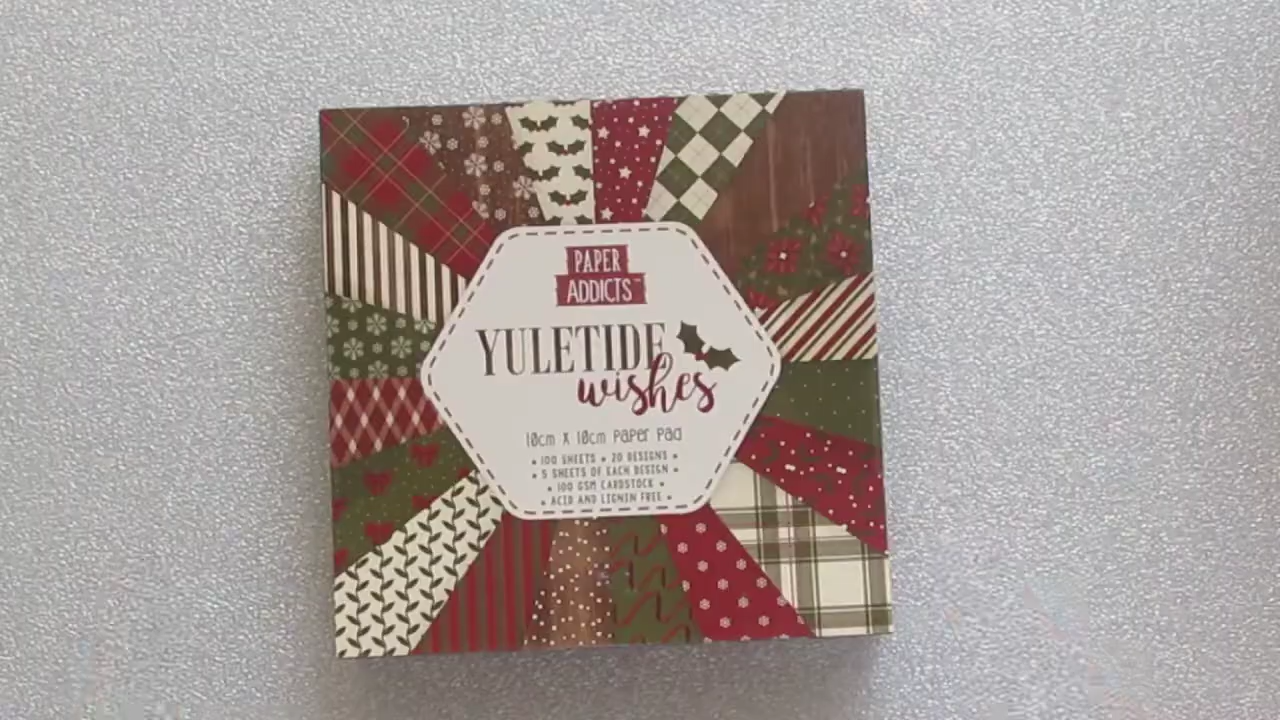 PAPER
ADDICTS™
YULETIDE
wishes
10cm X 10cm PAPER PAD
• 100 SHEETS • 20 DESIGNS •
• 5 SHEETS OF EACH DESIGN •
• 100 GSM CARDSTOCK •
• ACID AND LIGNIN FREE •